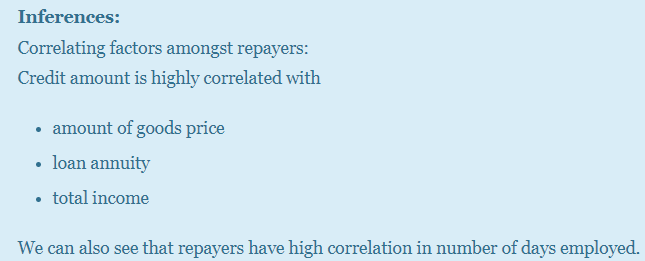 Inferences:
Correlating factors amongst repayers:
Credit amount is highly correlated with
• amount of goods price
• loan annuity
• total income
We can also see that repayers have high correlation in number of days employed.